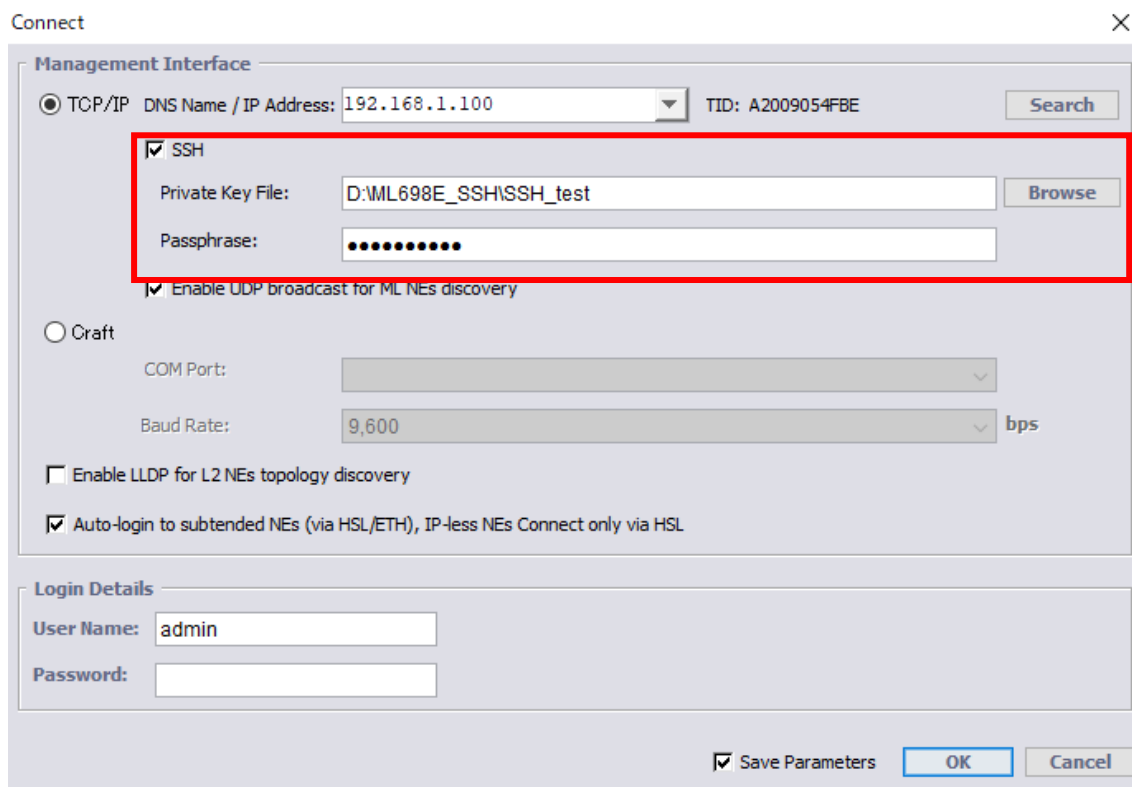 Connect
Management Interface
TCP/IP DNS Name / IP Address: 192.168.1.100 TID: A2009054FBE Search
SSH
Private Key File: D:\ML698E_SSH\SSH_test Browse
Passphrase: ●●●●●●●●●●
Enable UDP broadcast for ML NEs discovery
Craft
COM Port:
Baud Rate: 9,600 bps
Enable LLDP for L2 NEs topology discovery
Auto-login to subtended NEs (via HSL/ETH), IP-less NEs Connect only via HSL
Login Details
User Name: admin
Password:
Save Parameters OK Cancel